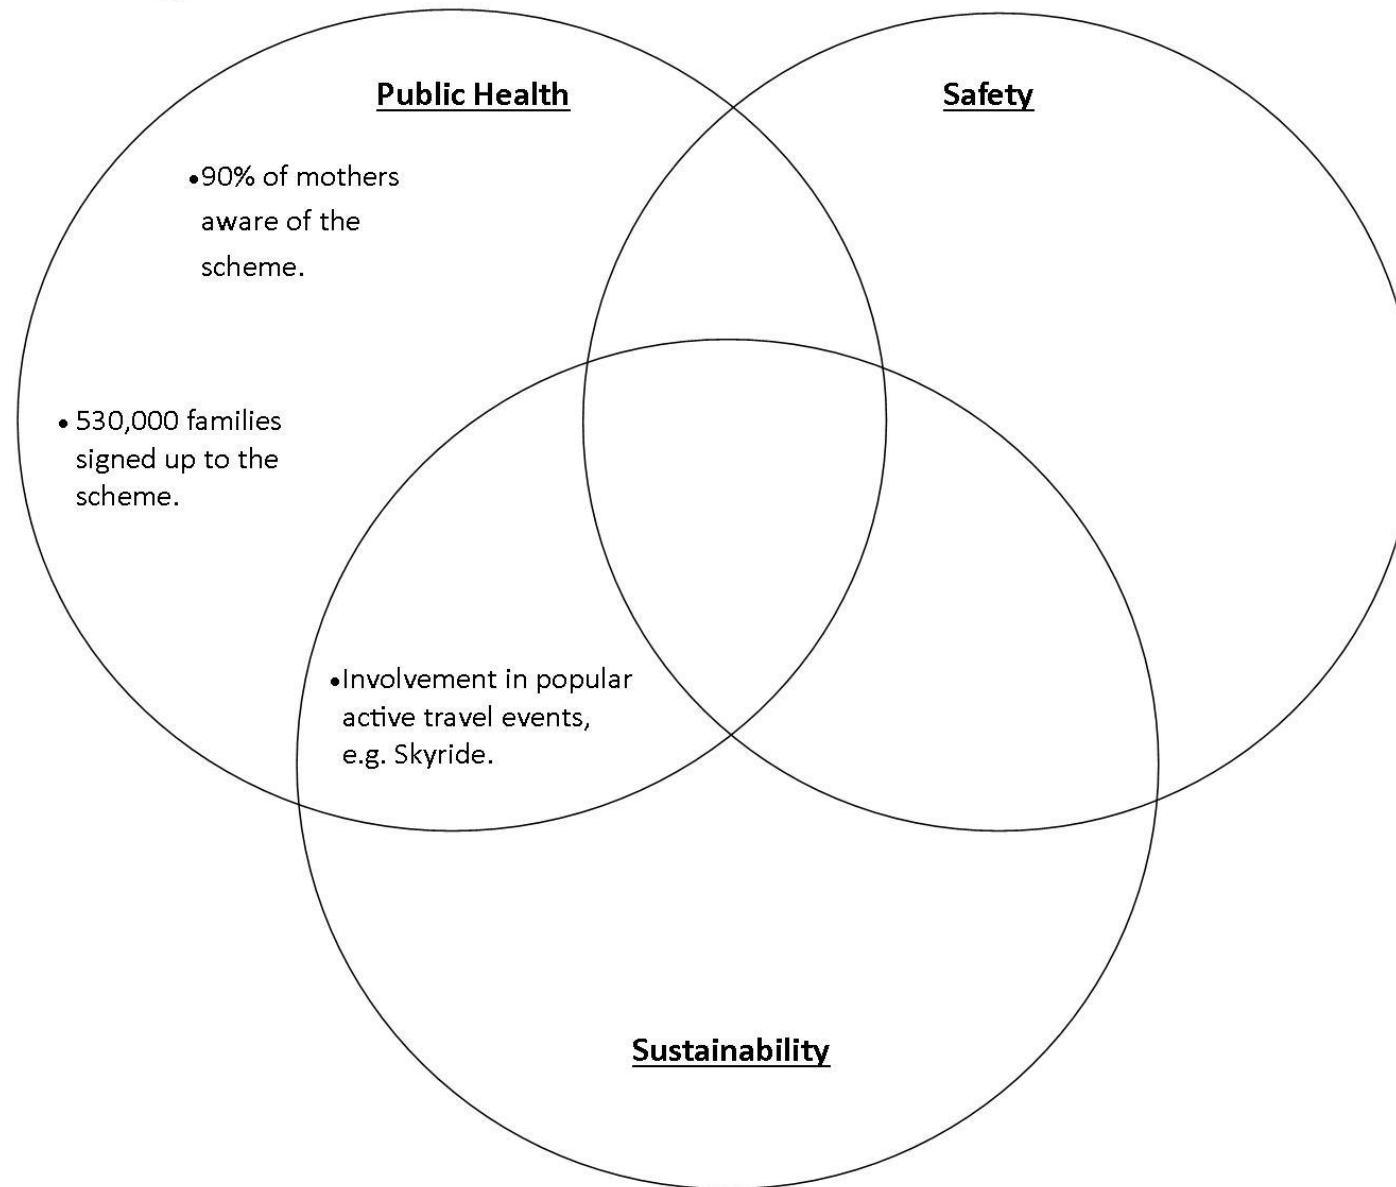 Public Health
Safety
•90% of mothers
aware of the
scheme.
• 530,000 families
signed up to the
scheme.
•Involvement in popular
active travel events,
e.g. Skyride.
Sustainability